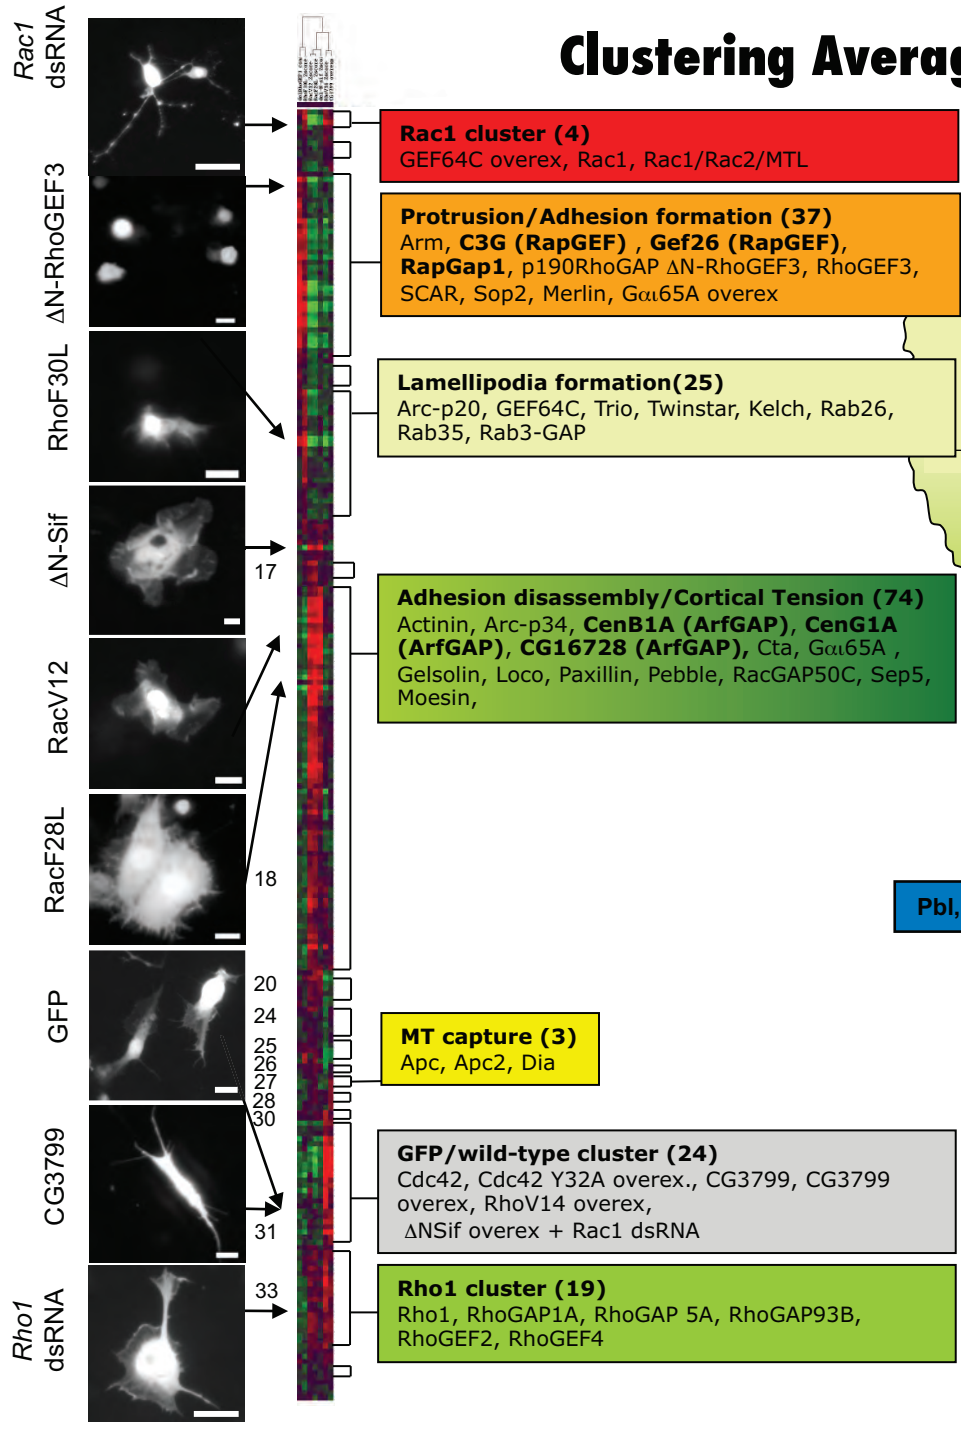 Clustering Averag
Rac1
dsRNA
ΔN-RhoGEF3
RhoF30L
ΔN-Sif
RacV12
RacF28L
GFP
CG3799
Rho1
dsRNA
17
18
20
24
25
26
27
28
30
31
33
Rac1 cluster (4)
GEF64C overex, Rac1, Rac1/Rac2/MTL
Protrusion/Adhesion formation (37)
Arm, C3G (RapGEF) , Gef26 (RapGEF),
RapGap1, p190RhoGAP ΔN-RhoGEF3, RhoGEF3,
SCAR, Sop2, Merlin, Gαι65A overex
Lamellipodia formation(25)
Arc-p20, GEF64C, Trio, Twinstar, Kelch, Rab26,
Rab35, Rab3-GAP
Adhesion disassembly/Cortical Tension (74)
Actinin, Arc-p34, CenB1A (ArfGAP), CenG1A
(ArfGAP), CG16728 (ArfGAP), Cta, Gαι65A ,
Gelsolin, Loco, Paxillin, Pebble, RacGAP50C, Sep5,
Moesin,
Pbl,
MT capture (3)
Apc, Apc2, Dia
GFP/wild-type cluster (24)
Cdc42, Cdc42 Y32A overex., CG3799, CG3799
overex, RhoV14 overex,
ΔNSif overex + Rac1 dsRNA
Rho1 cluster (19)
Rho1, RhoGAP1A, RhoGAP 5A, RhoGAP93B,
RhoGEF2, RhoGEF4